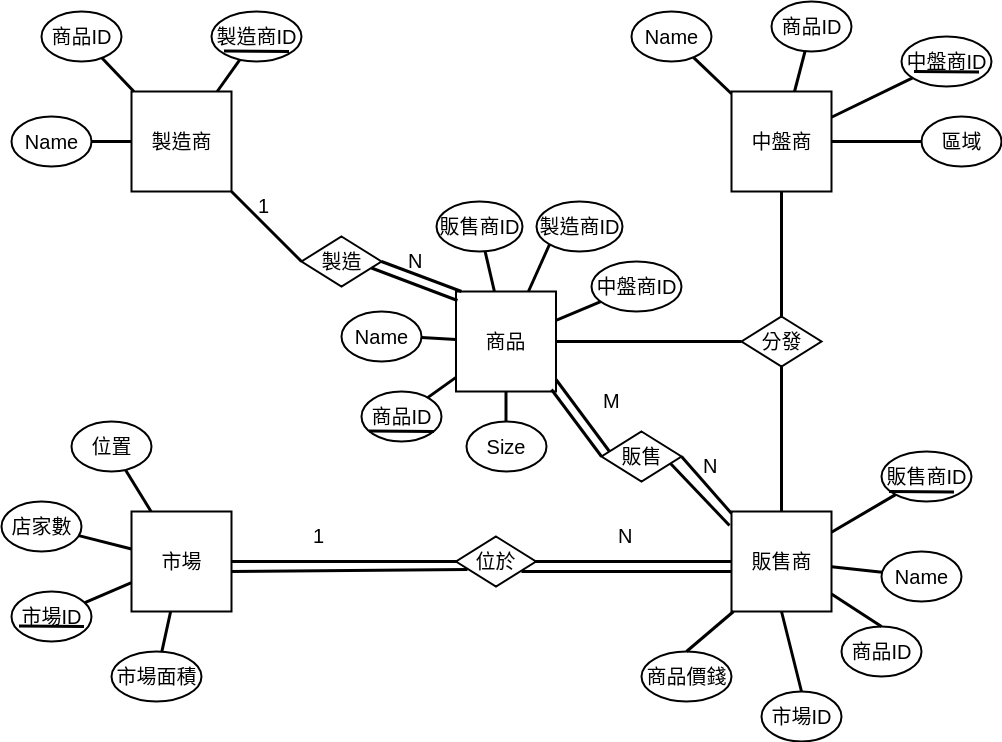 商品ID
製造商ID
Name
製造商
Name
商品ID
中盤商ID
區域
中盤商
1
製造
N
販售商ID
製造商ID
中盤商ID
Name
商品
商品ID
Size
分發
M
販售
N
位置
店家數
市場ID
市場面積
市場
1
位於
N
販售商
販售商ID
Name
商品ID
市場ID
商品價錢